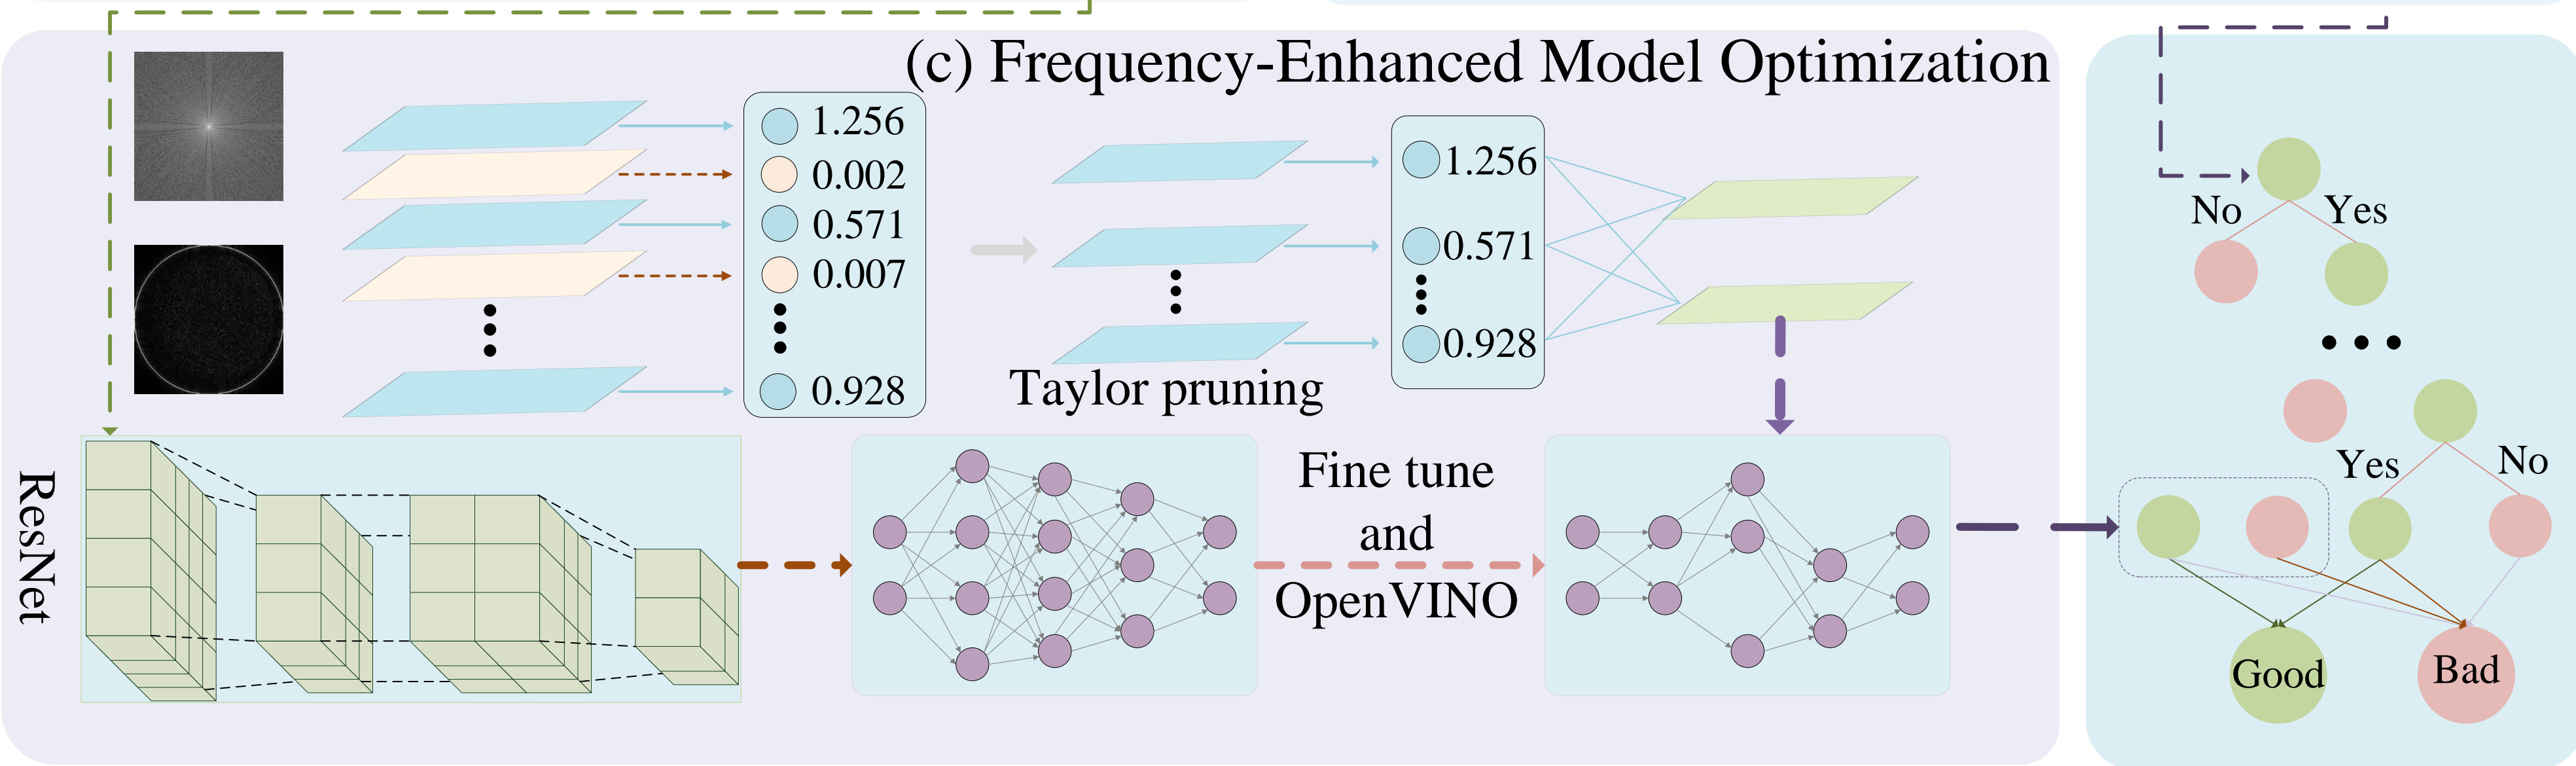 (c) Frequency-Enhanced Model Optimization
1.256
0.002
0.571
0.007
0.928
1.256
0.571
0.928
Taylor pruning
ResNet
Fine tune
and
OpenVINO
No Yes
Yes No
Good Bad